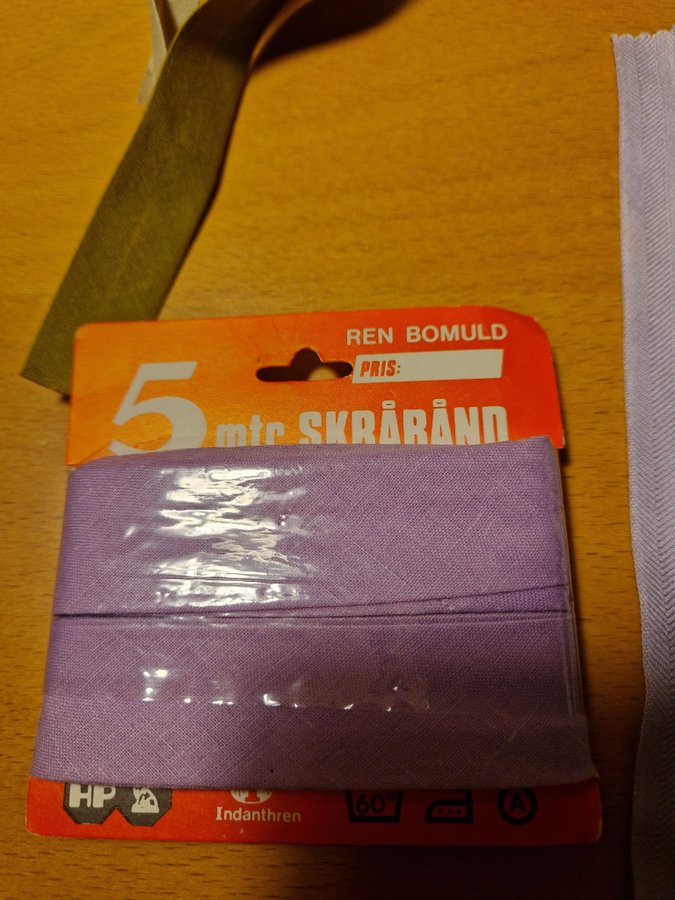 REN BOMULD
PRIS:
5 mtr. SKRÅBÅND
HP
Indanthren
60°
A